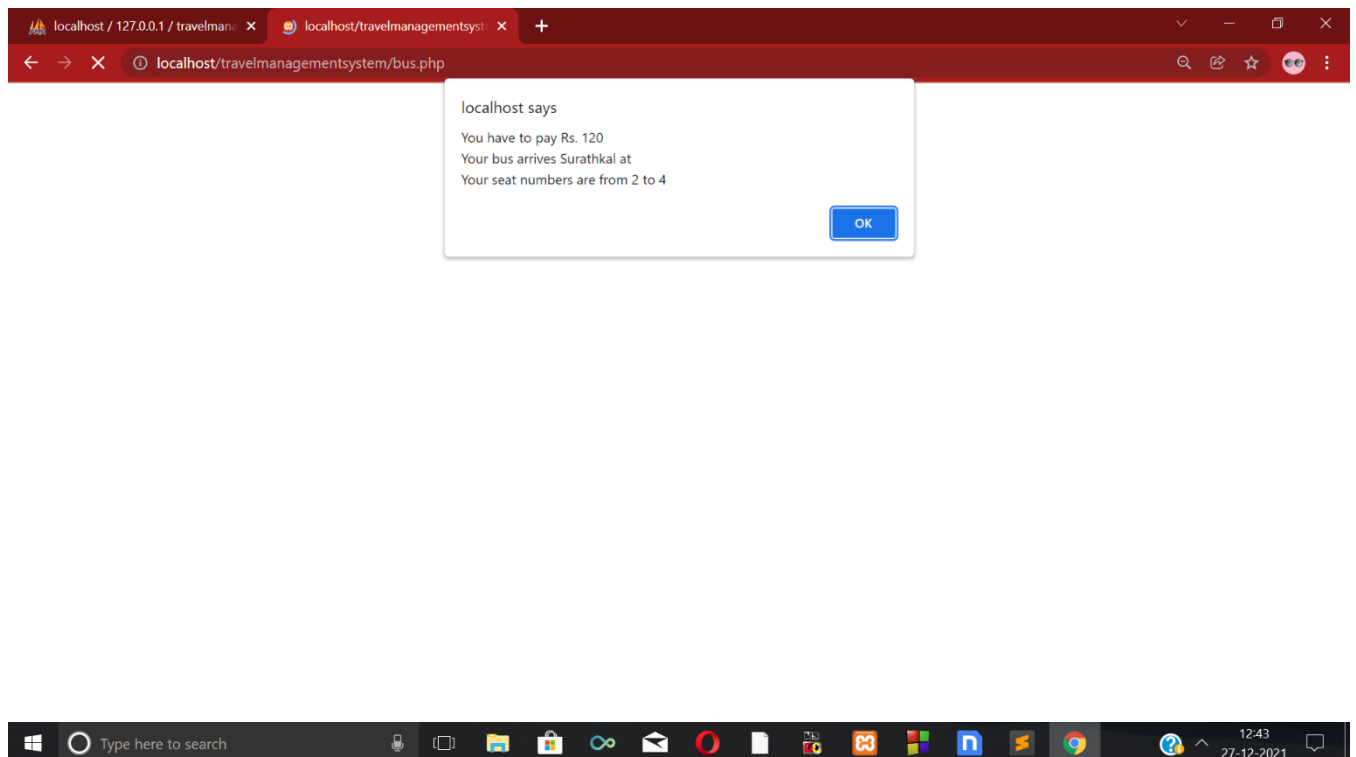 localhost / 127.0.0.1 / travelmana
localhost/travelmanagementsyst
localhost/travelmanagementsystem/bus.php
localhost says
You have to pay Rs. 120
Your bus arrives Surathkal at
Your seat numbers are from 2 to 4
OK
Type here to search
12:43
27-12-2021